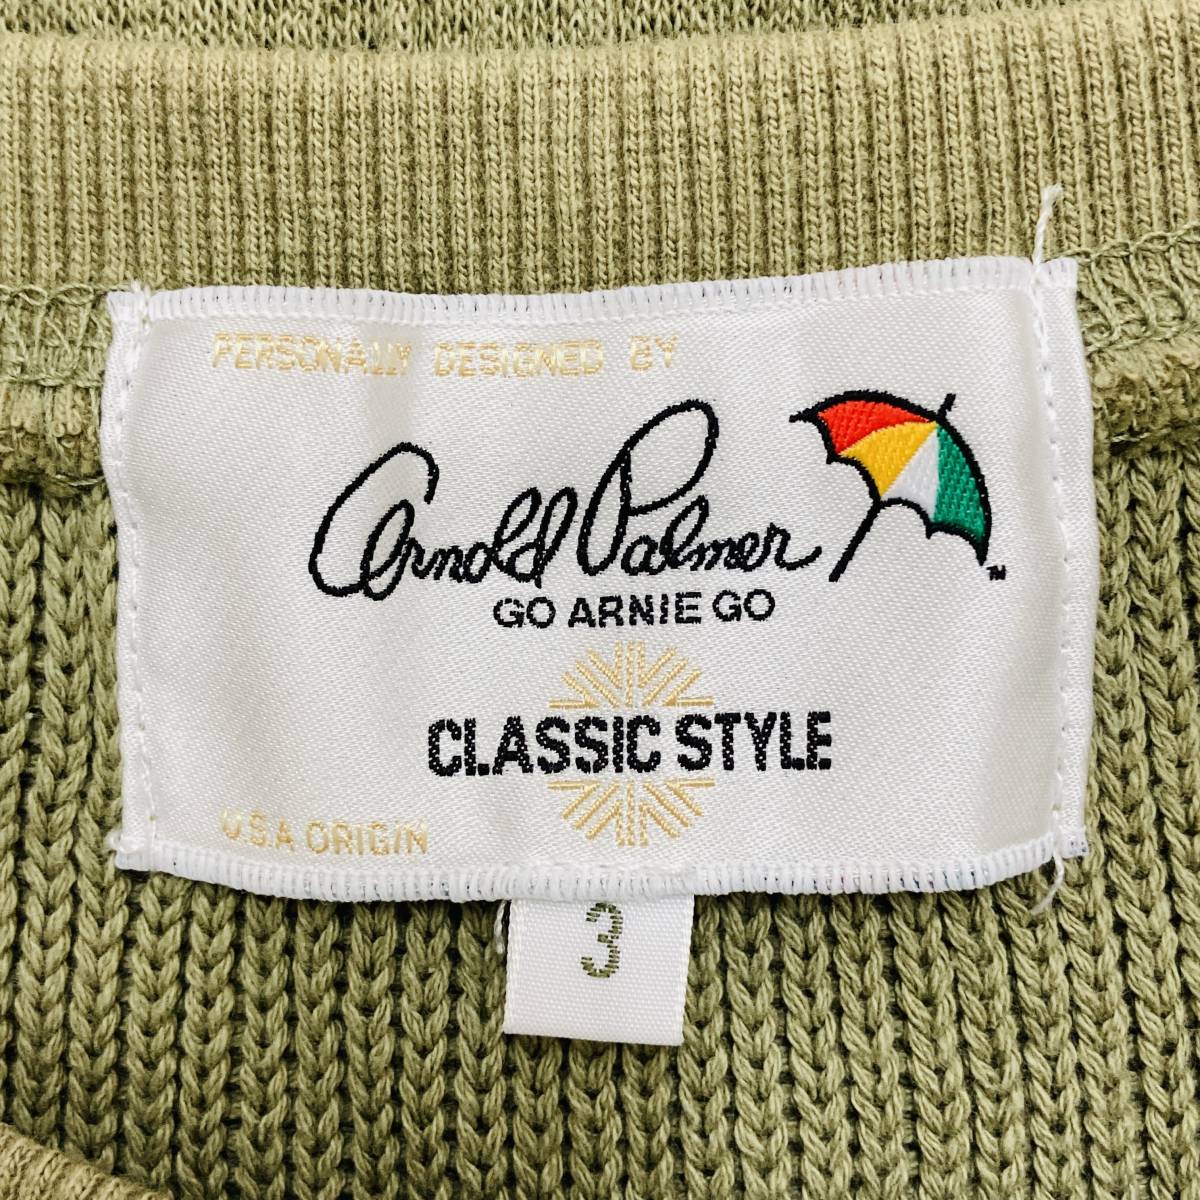 PERSONALLY DESIGNED BY
Arnold Palmer
TM
GO ARNIE GO
CLASSIC STYLE
U.S.A ORIGIN
3